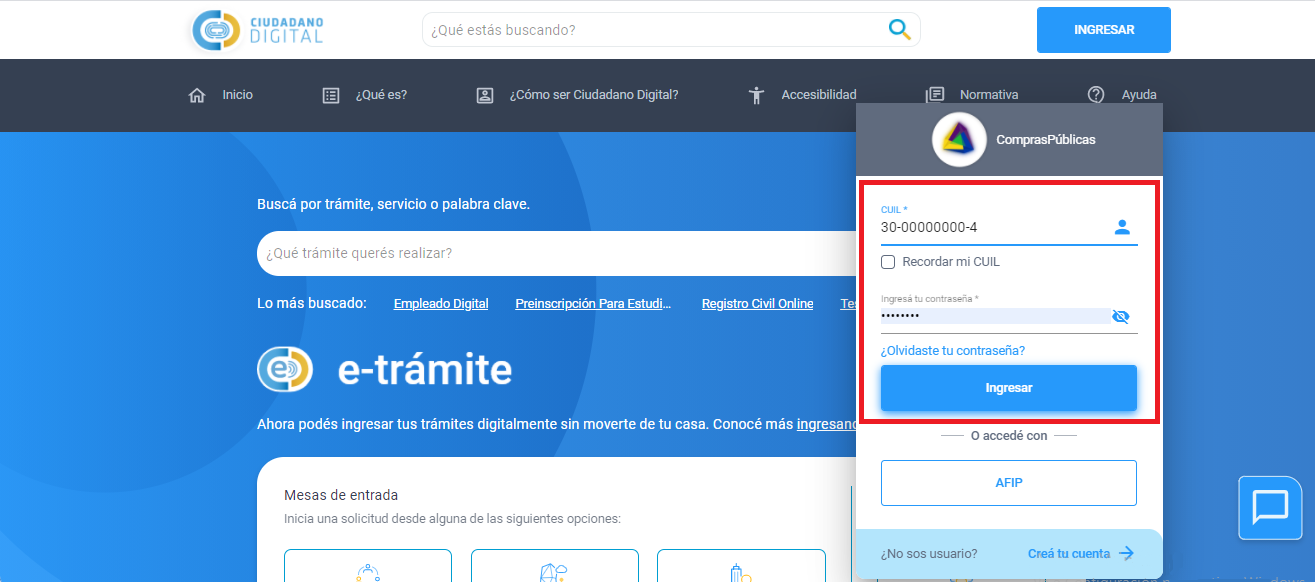 CIUDADANO
DIGITAL
¿Qué estás buscando?
INGRESAR
Inicio
¿Qué es?
¿Cómo ser Ciudadano Digital?
Accesibilidad
Normativa
Ayuda
ComprasPúblicas
Buscá por trámite, servicio o palabra clave.
¿Qué trámite querés realizar?
Lo más buscado: Empleado Digital Preinscripción Para Estudi... Registro Civil Online
e-trámite
Ahora podés ingresar tus trámites digitalmente sin moverte de tu casa. Conocé más
Mesas de entrada
Inicia una solicitud desde alguna de las siguientes opciones:
CUIL *
30-00000000-4
Recordar mi CUIL
Ingresá tu contraseña *
••••••••
¿Olvidaste tu contraseña?
Ingresar
O accedé con
AFIP
¿No sos usuario? Creá tu cuenta